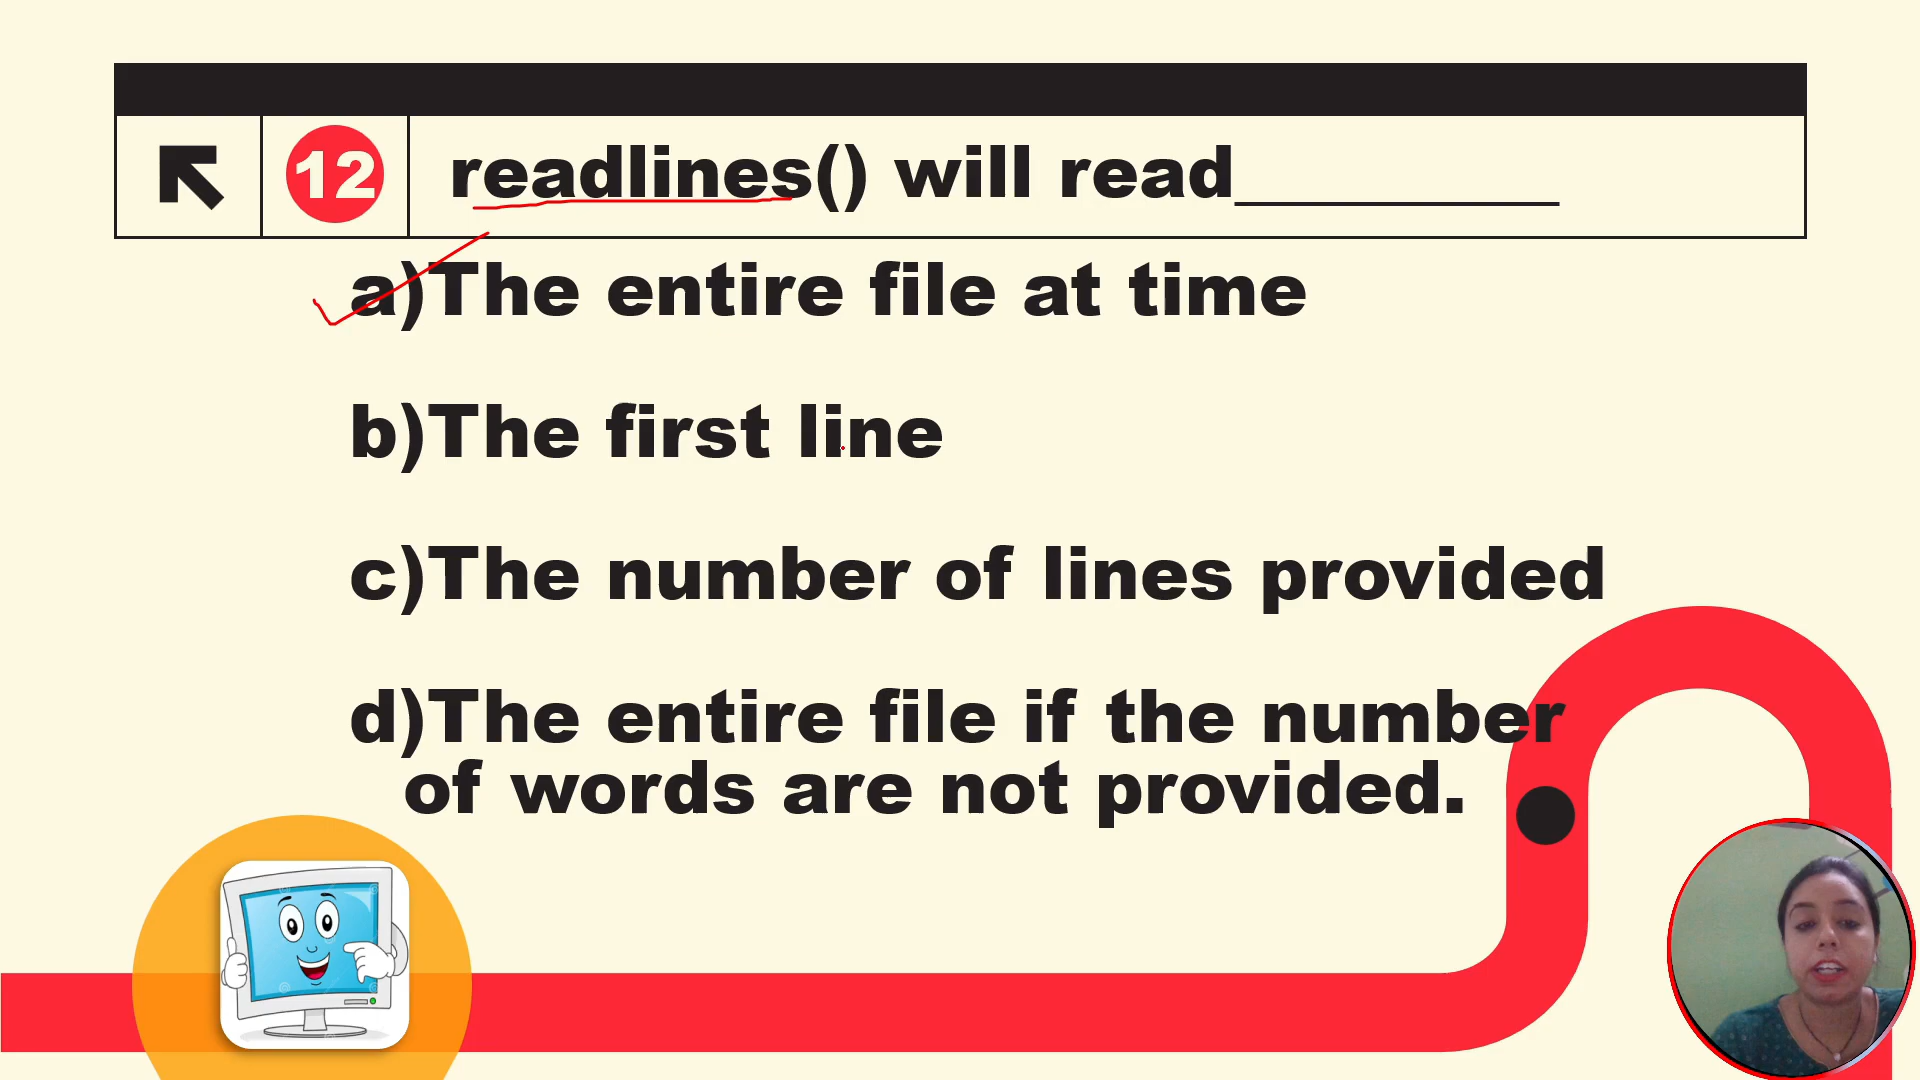 12
readlines() will read_________
a)The entire file at time
b)The first line
c)The number of lines provided
d)The entire file if the number
of words are not provided.